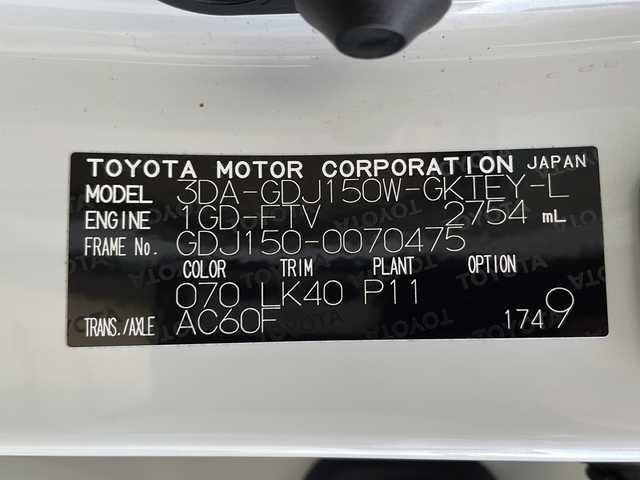 TOYOTA MOTOR CORPORATION JAPAN
MODEL 3DA-GDJ150W-GKTEY-L
ENGINE 1GD-FTV 2754 mL
FRAME No. GDJ150-0070475
COLOR TRIM PLANT OPTION
070 LK40 P11
TRANS./AXLE AC60F 1749